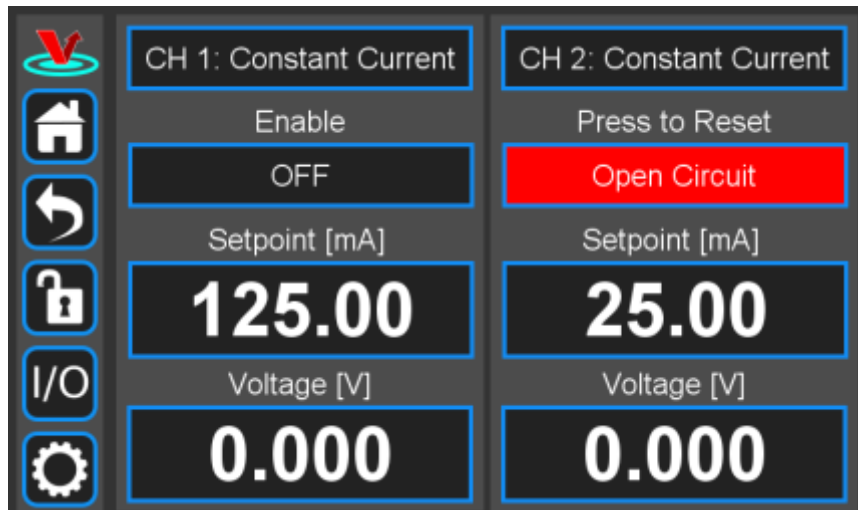 CH 1: Constant Current
Enable
OFF
Setpoint [mA]
125.00
Voltage [V]
0.000
CH 2: Constant Current
Press to Reset
Open Circuit
Setpoint [mA]
25.00
Voltage [V]
0.000
I/O